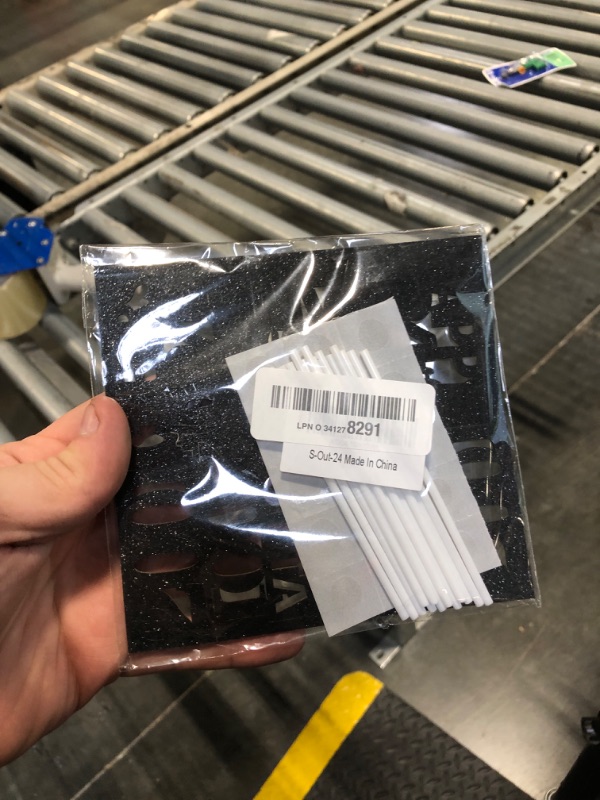 LPN O 341278291
S-Out-24 Made In China